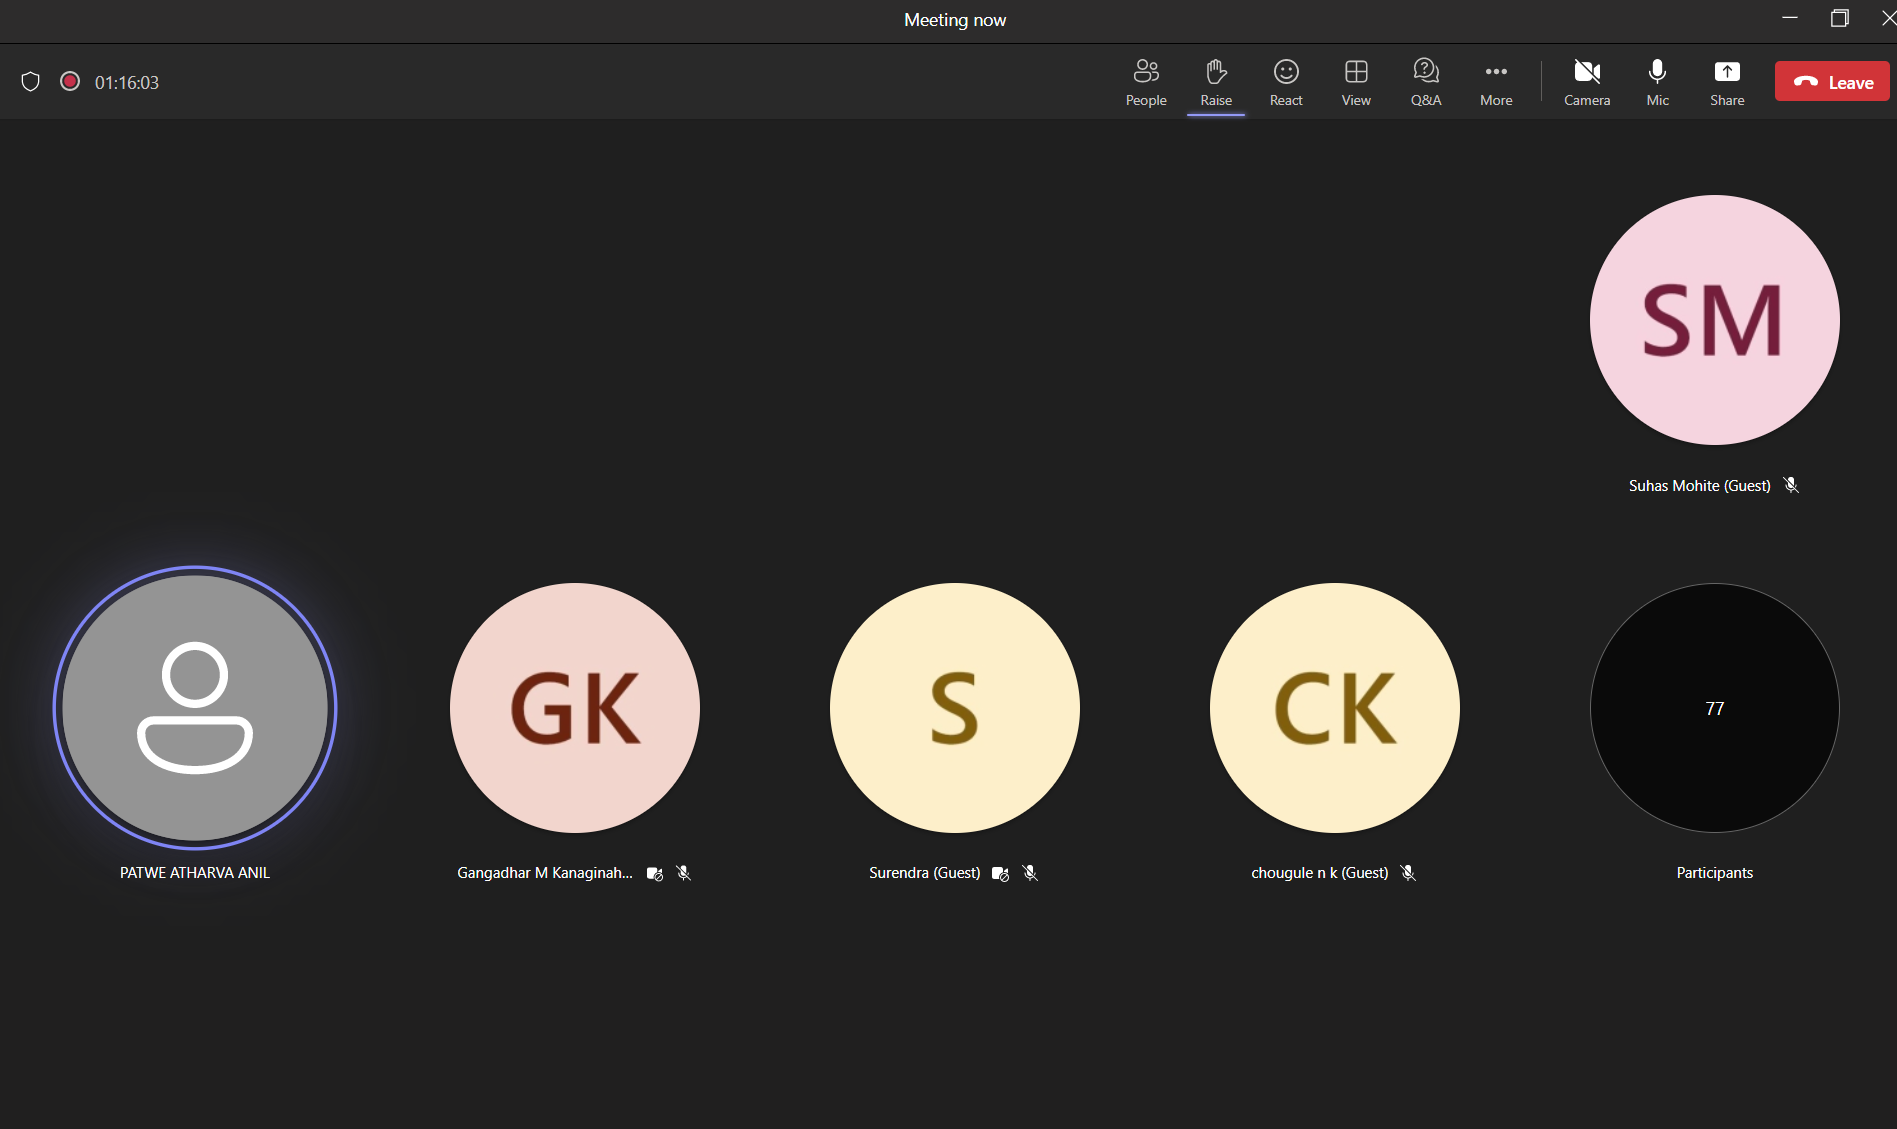 Meeting now
01:16:03
People Raise React View Q&A More Camera Mic Share Leave
SM
Suhas Mohite (Guest)
GK S CK 77
PATWE ATHARVA ANIL Gangadhar M Kanaginah... Surendra (Guest) chougule n k (Guest) Participants